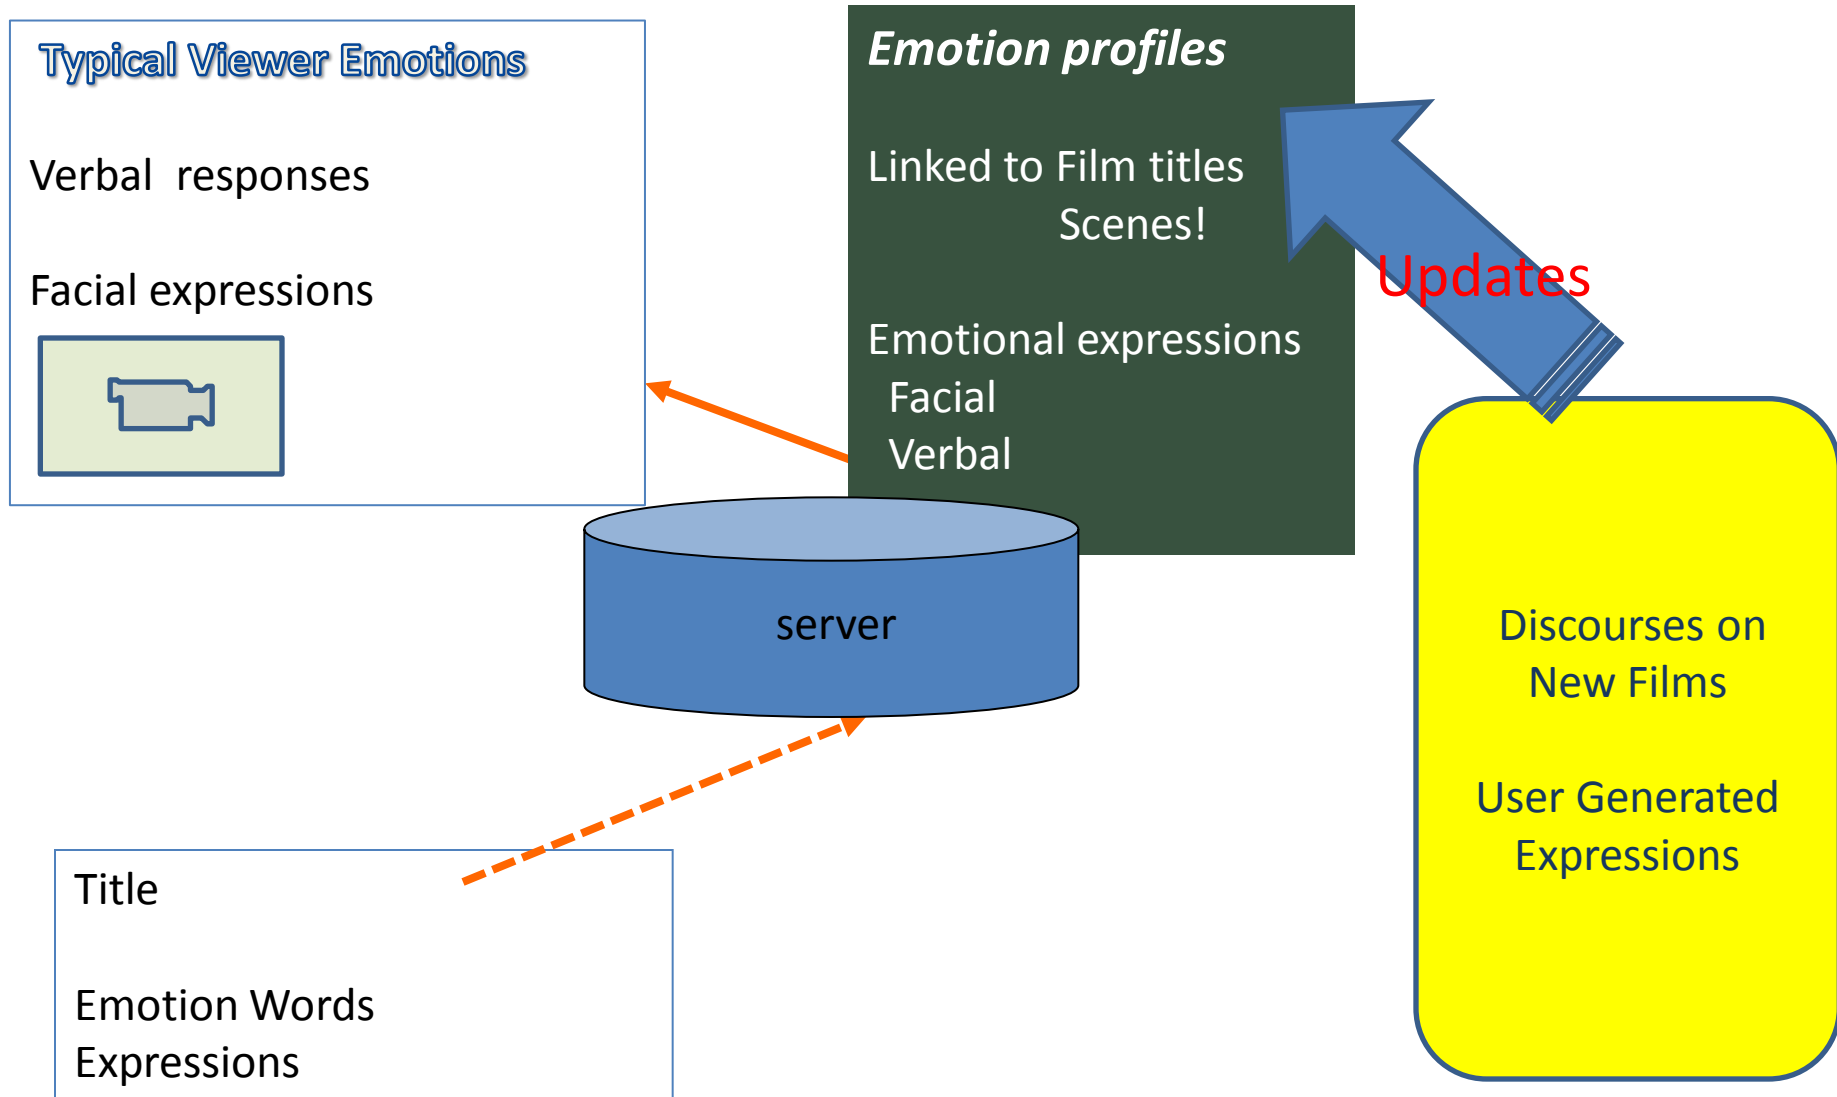 Typical Viewer Emotions
Verbal  responses
Facial expressions
Emotion profiles
Linked to Film titles
Scenes!
Emotional expressions
Facial
Verbal
Updates
server
Discourses on
New Films
User Generated
Expressions
Title
Emotion Words
Expressions